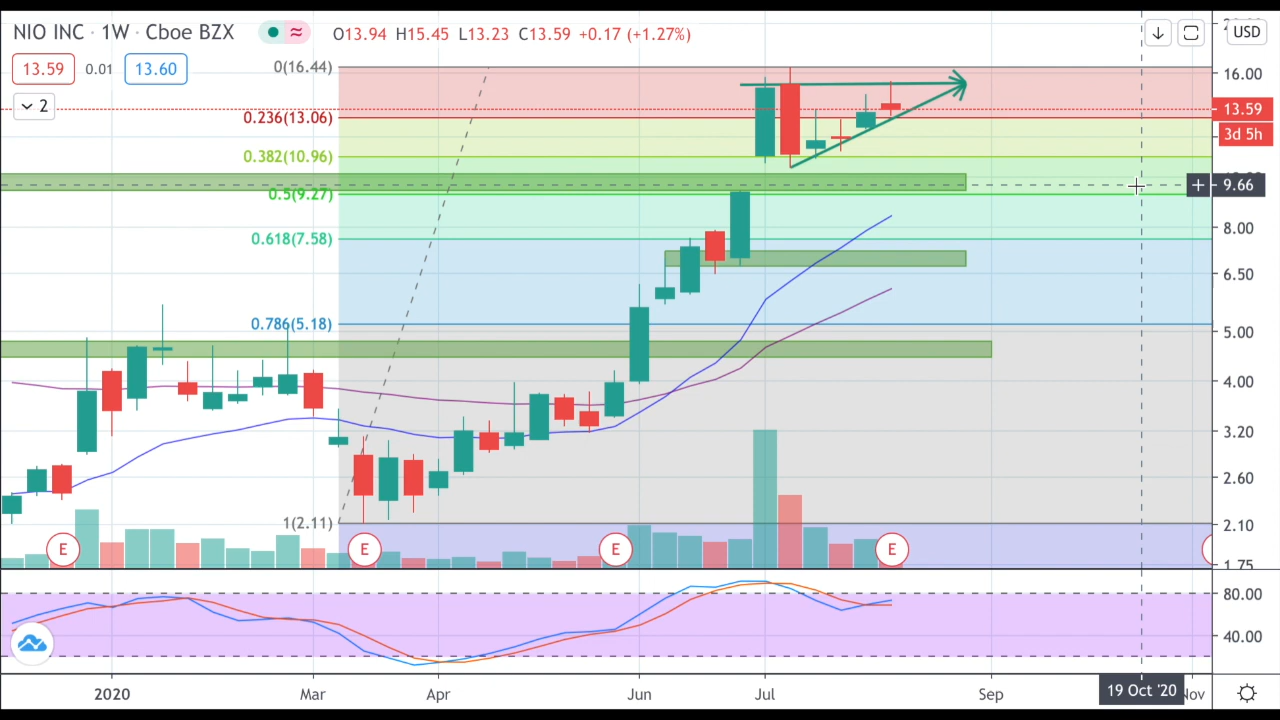 NIO INC · 1W · Cboe BZX
O13.94 H15.45 L13.23 C13.59 +0.17 (+1.27%)
USD
13.59 0.01 13.60
2
0(16.44)
0.236(13.06)
0.382(10.96)
0.5(9.27)
0.618(7.58)
0.786(5.18)
1(2.11)
16.00
13.59
3d 5h
+ 9.66
8.00
6.50
5.00
4.00
3.20
2.60
2.10
1.75
E
E
E
E
80.00
40.00
2020 Mar Apr Jun Jul Sep 19 Oct '20 Nov